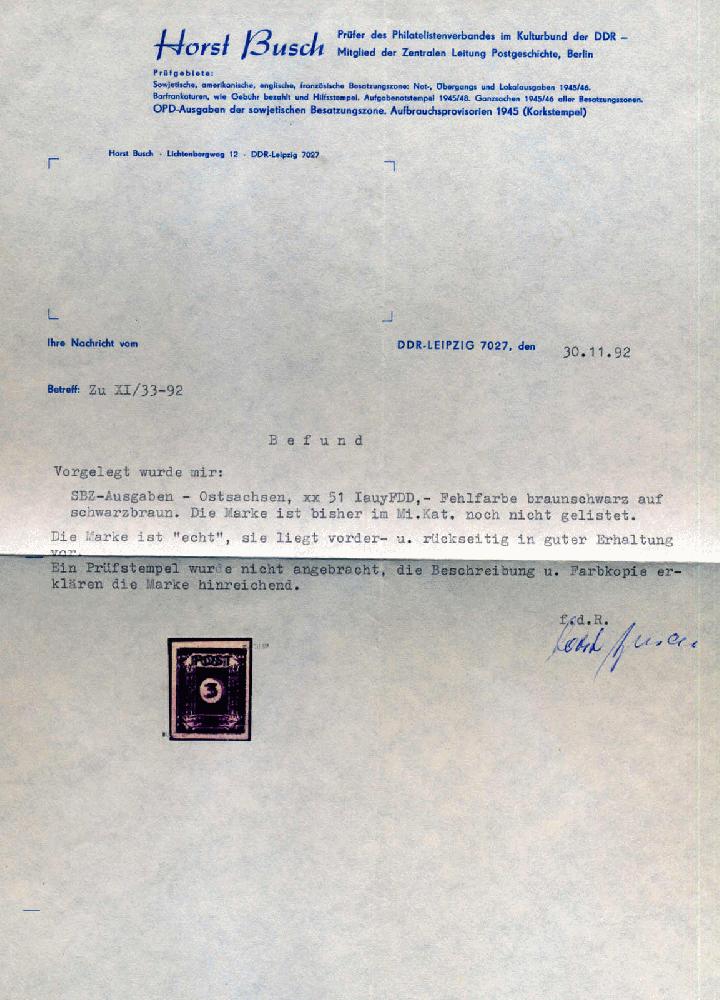 Horst Busch
Prüfer des Philatelistenverbandes im Kulturbund der DDR –
Mitglied der Zentralen Leitung Postgeschichte, Berlin
Prüfgebiete:
Sowjetische, amerikanische, englische, französische Besatzungszone: Not-, Übergangs und Lokalausgaben 1945/46.
Barfrankaturen, wie Gebühr bezahlt und Hilfsstempel. Aufgabenotstempel 1945/48. Ganzsachen 1945/46 aller Besatzungszonen.
OPD-Ausgaben der sowjetischen Besatzungszone. Aufbrauchsprovisorien 1945 (Korkstempel)
Horst Busch · Lichtenbergweg 12 · DDR-Leipzig 7027
Ihre Nachricht vom
DDR-LEIPZIG 7027, den 30.11.92
Betreff: Zu XI/33-92
B e f u n d
Vorgelegt wurde mir:
SBZ-Ausgaben - Ostsachsen, xx 51 IauyFDD,- Fehlfarbe braunschwarz auf
schwarzbraun. Die Marke ist bisher im Mi.Kat. noch nicht gelistet.
Die Marke ist "echt", sie liegt vorder- u. rückseitig in guter Erhaltung
vor.
Ein Prüfstempel wurde nicht angebracht, die Beschreibung u. Farbkopie er-
klären die Marke hinreichend.
f.d.R.
Horst Busch
POST
3